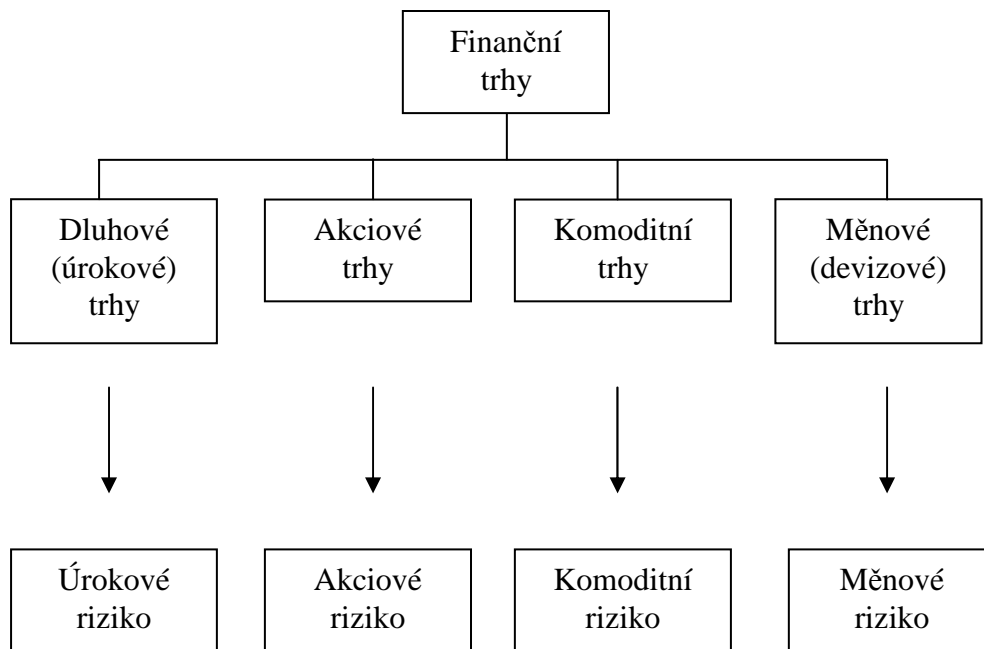 Finanční
trhy
Dluhové
(úrokové)
trhy
Akciové
trhy
Komoditní
trhy
Měnové
(devizové)
trhy
Úrokové
riziko
Akciové
riziko
Komoditní
riziko
Měnové
riziko